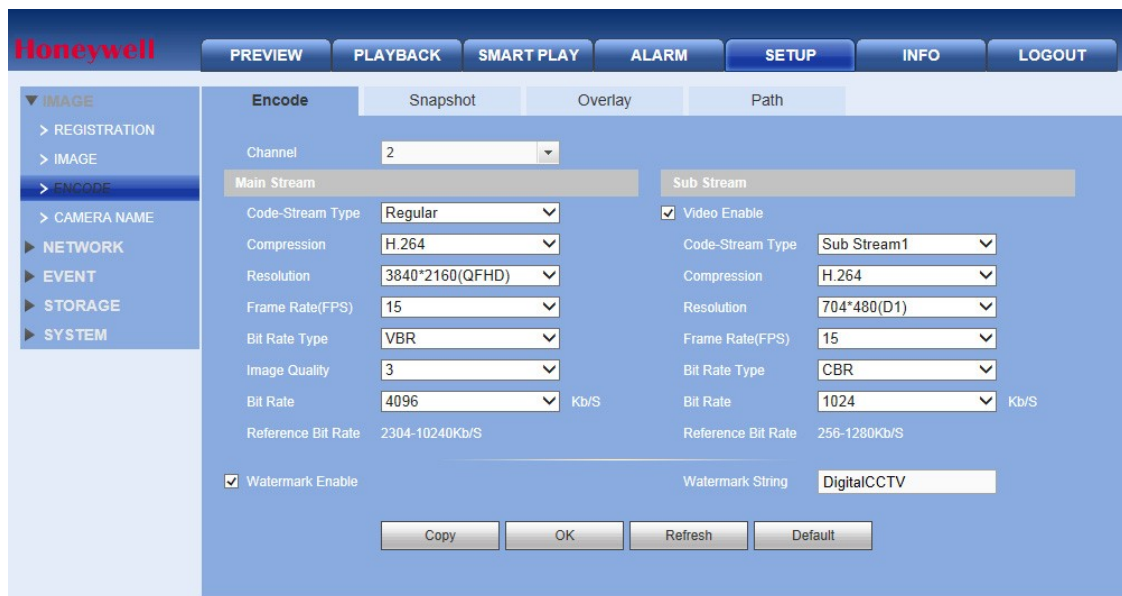 Honeywell PREVIEW PLAYBACK SMART PLAY ALARM SETUP INFO LOGOUT
IMAGE
REGISTRATION
IMAGE
ENCODE
CAMERA NAME
NETWORK
EVENT
STORAGE
SYSTEM
Encode Snapshot Overlay Path
Channel 2
Main Stream
Code-Stream Type Regular
Compression H.264
Resolution 3840*2160(QFHD)
Frame Rate(FPS) 15
Bit Rate Type VBR
Image Quality 3
Bit Rate 4096 Kb/S
Reference Bit Rate 2304-10240Kb/S
Sub Stream
Video Enable
Code-Stream Type Sub Stream1
Compression H.264
Resolution 704*480(D1)
Frame Rate(FPS) 15
Bit Rate Type CBR
Bit Rate 1024 Kb/S
Reference Bit Rate 256-1280Kb/S
Watermark Enable
Watermark String DigitalCCTV
Copy OK Refresh Default